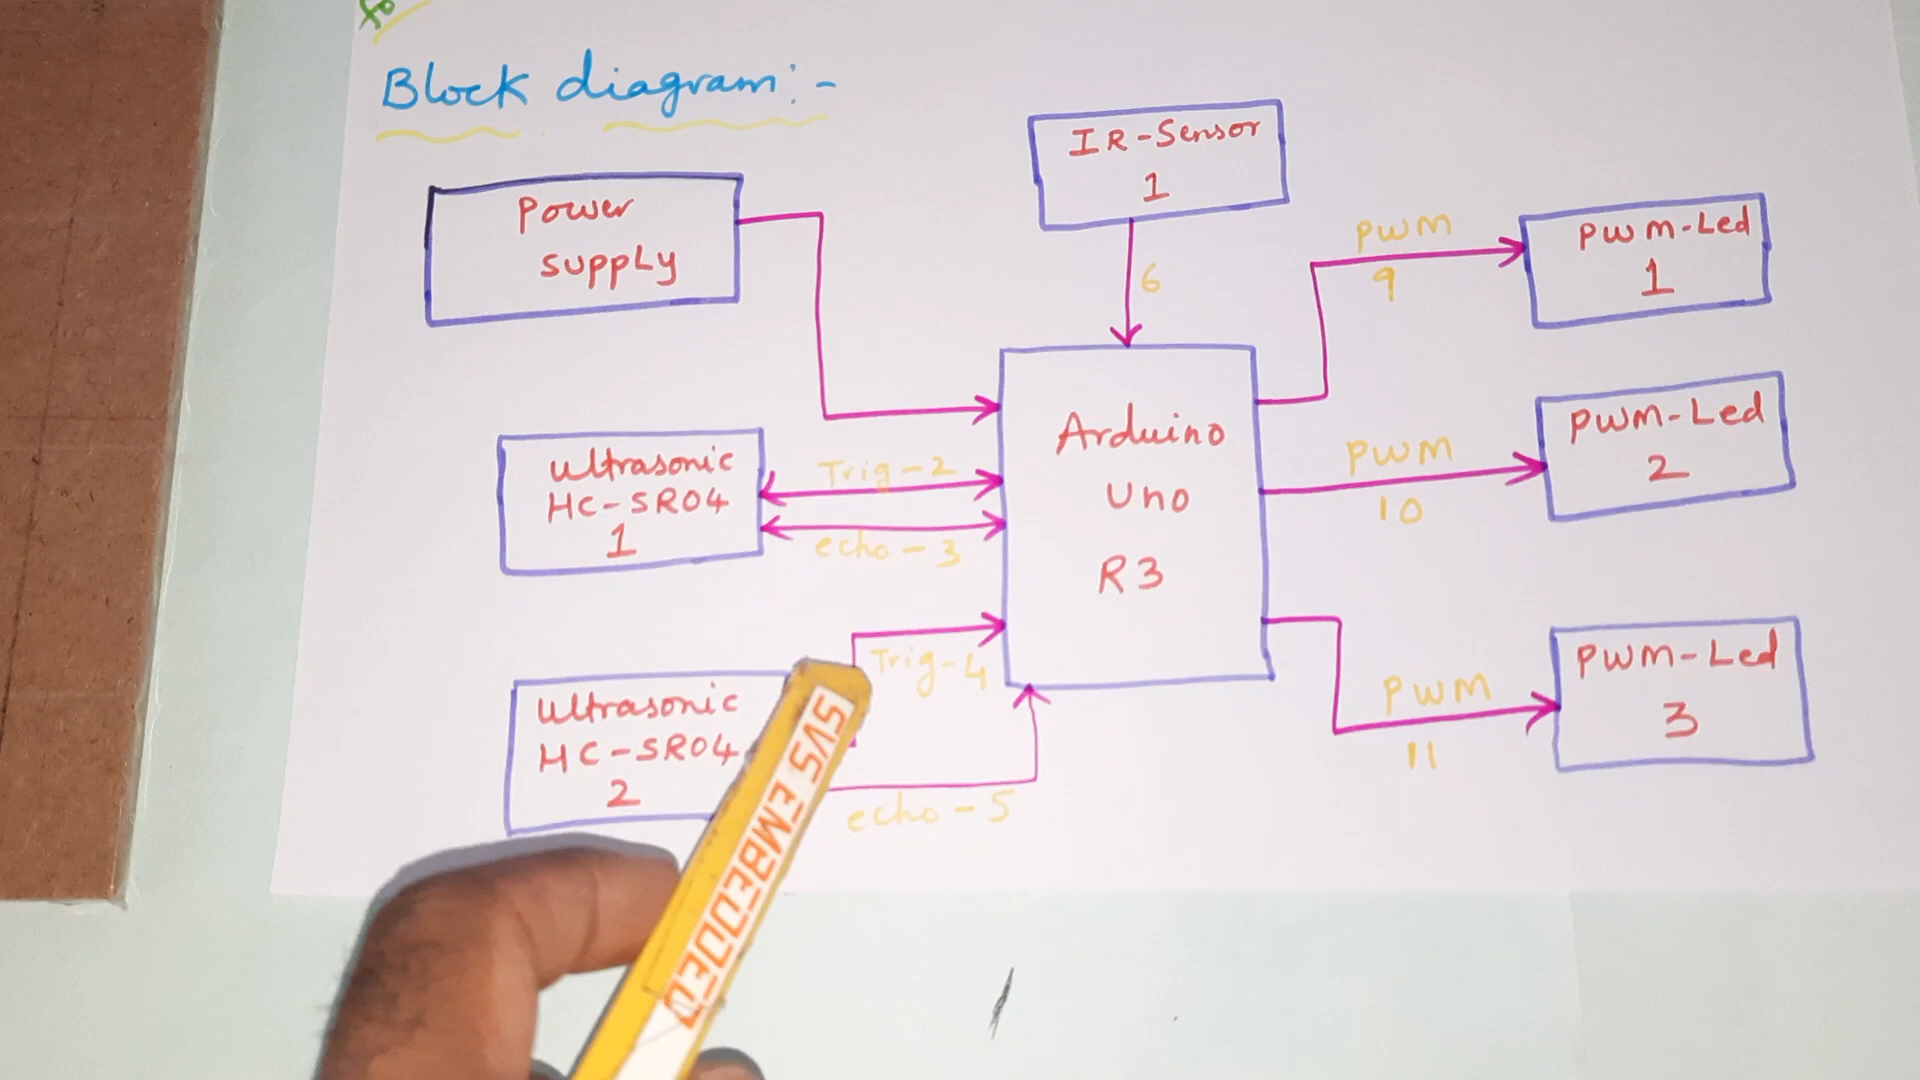 Block diagram:-
IR-Sensor
1
Power
supply
PWM
9
PWM-Led
1
6
Arduino
Uno
R3
Ultrasonic
HC-SR04
1
Trig-2
echo-3
PWM
10
PWM-Led
2
Ultrasonic
HC-SR04
2
Trig-4
echo-5
PWM
11
PWM-Led
3
SVS EMBEDDED